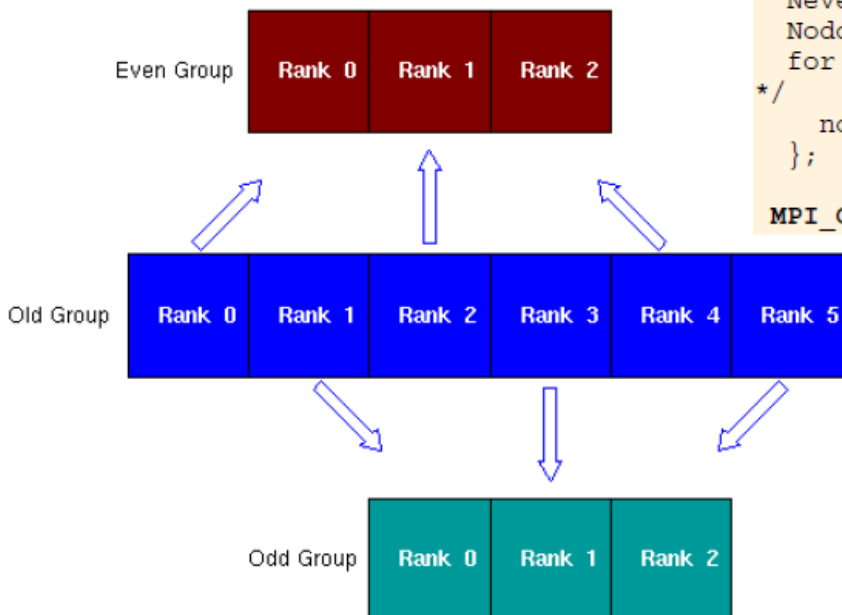 Even Group Rank 0 Rank 1 Rank 2
for
*/
};
Old Group Rank 0 Rank 1 Rank 2 Rank 3 Rank 4 Rank 5
Odd Group Rank 0 Rank 1 Rank 2